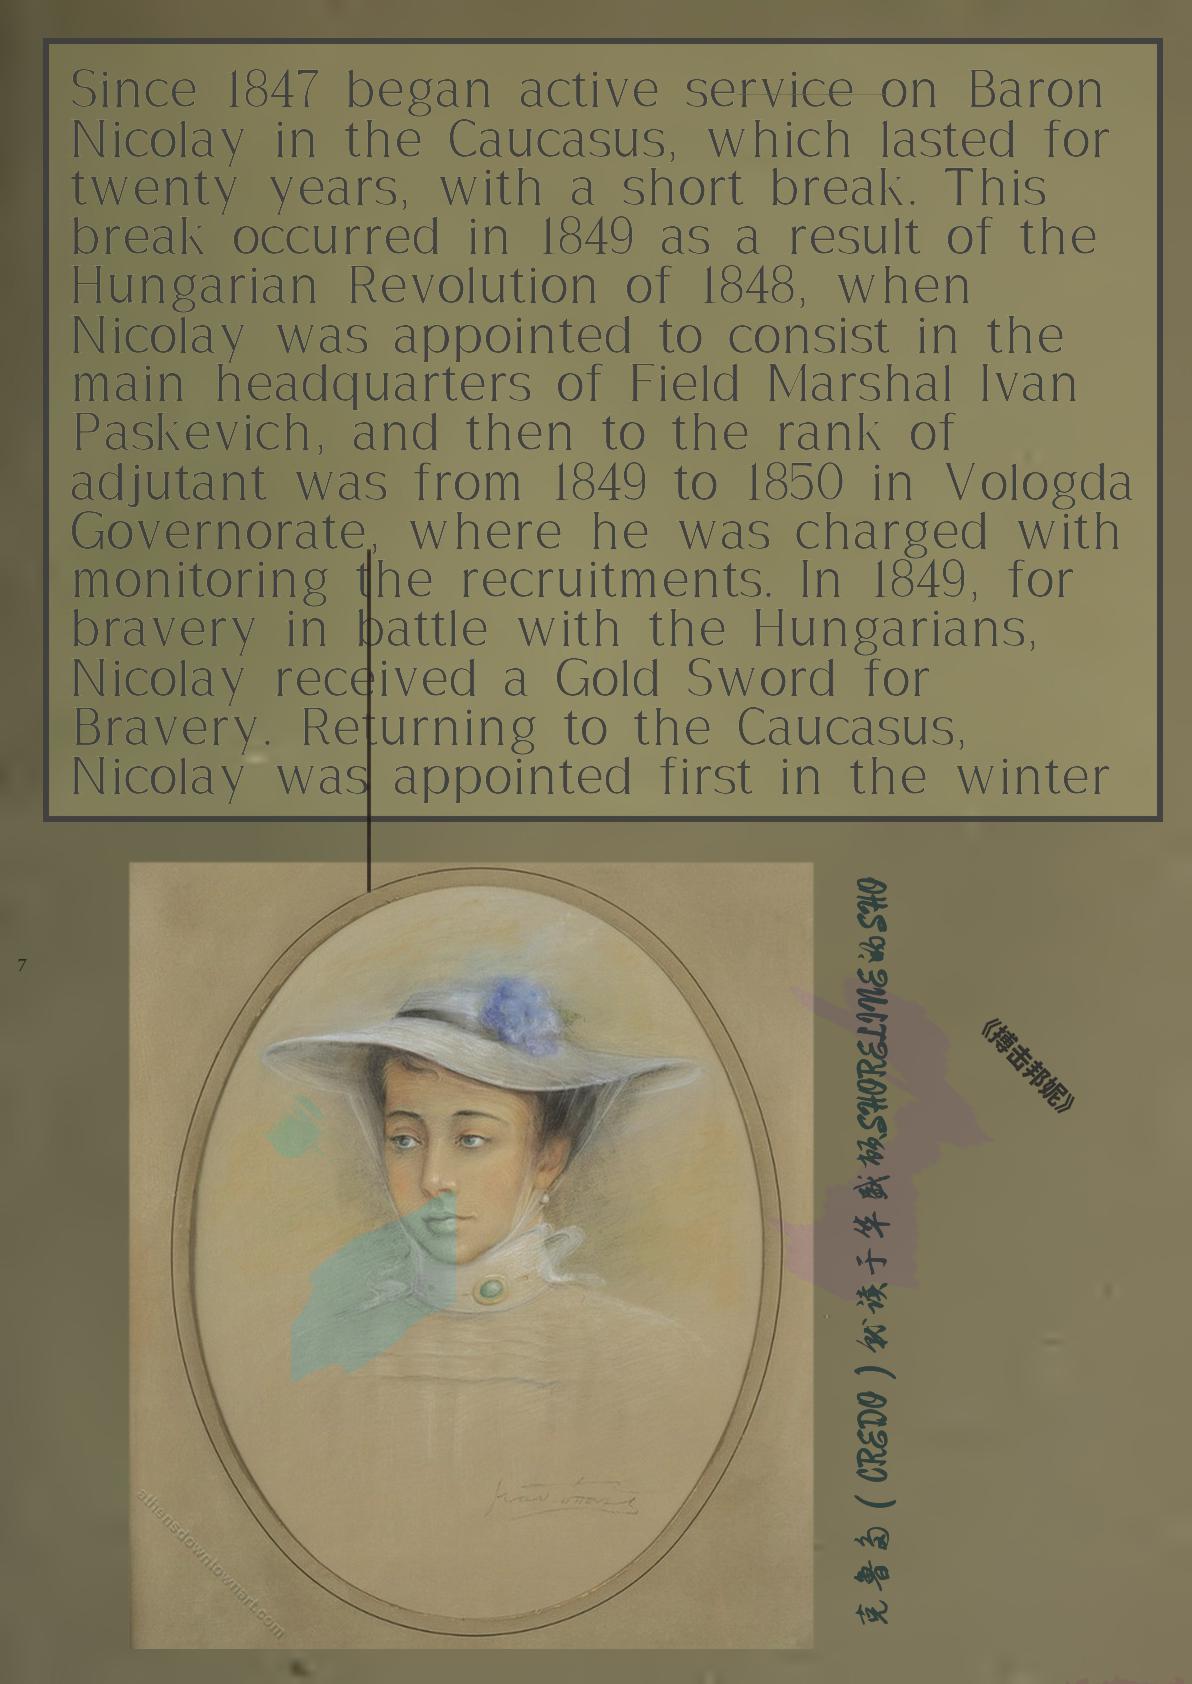 Since 1847 began active service on Baron
Nicolay in the Caucasus, which lasted for
twenty years, with a short break. This
break occurred in 1849 as a result of the
Hungarian Revolution of 1848, when
Nicolay was appointed to consist in the
main headquarters of Field Marshal Ivan
Paskevich, and then to the rank of
adjutant was from 1849 to 1850 in Vologda
Governorate, where he was charged with
monitoring the recruitments. In 1849, for
bravery in battle with the Hungarians,
Nicolay received a Gold Sword for
Bravery. Returning to the Caucasus,
Nicolay was appointed first in the winter
7
克鲁多(CREDO)就读于华盛顿SHORELINE的SHO
《搏击邦妮》
athensdowntownart.com